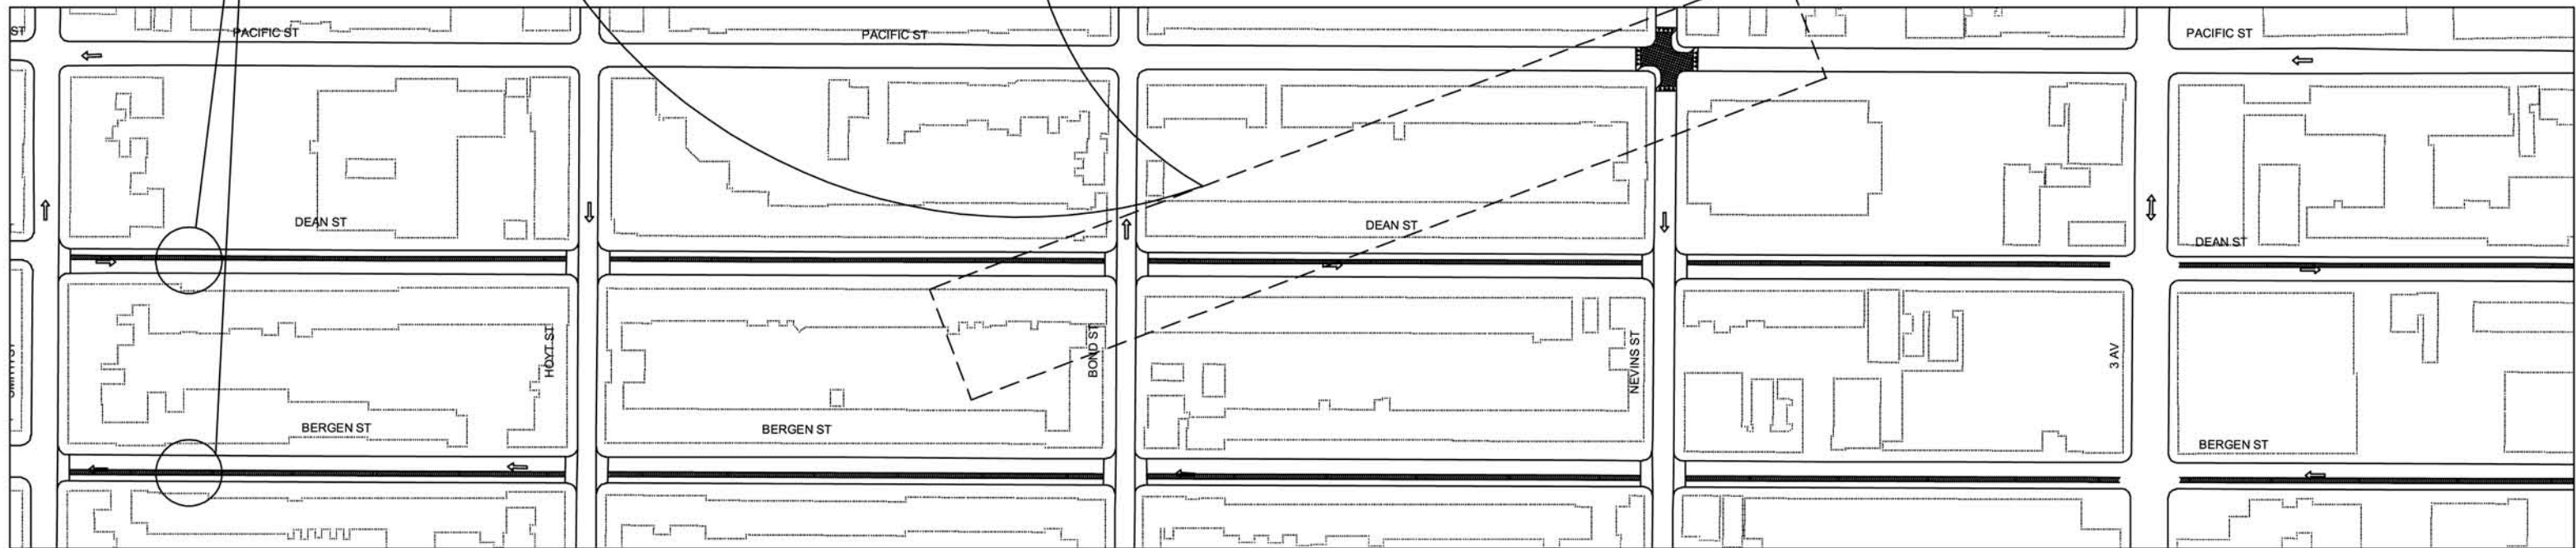 ST
PACIFIC ST
PACIFIC ST
PACIFIC ST
DEAN ST
DEAN ST
DEAN ST
HOYT ST
BOND ST
NEVINS ST
3 AV
BERGEN ST
BERGEN ST
BERGEN ST